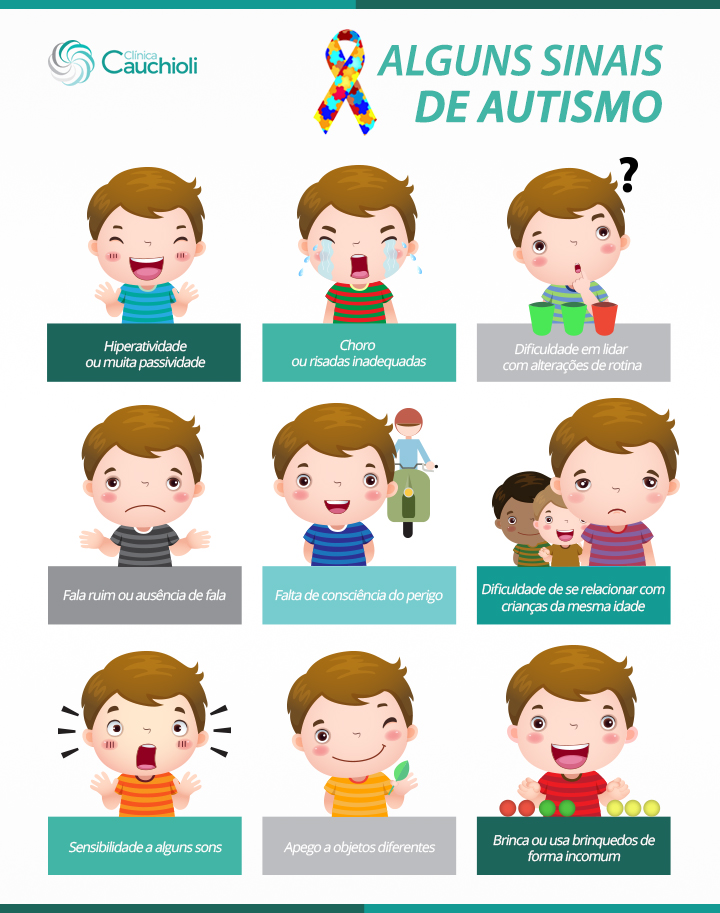 Clínica
Cauchioli
ALGUNS SINAIS
DE AUTISMO
?
Hiperatividade
ou muita passividade
Choro
ou risadas inadequadas
Dificuldade em lidar
com alterações de rotina
Fala ruim ou ausência de fala
Falta de consciência do perigo
Dificuldade de se relacionar com
crianças da mesma idade
Sensibilidade a alguns sons
Apego a objetos diferentes
Brinca ou usa brinquedos de
forma incomum